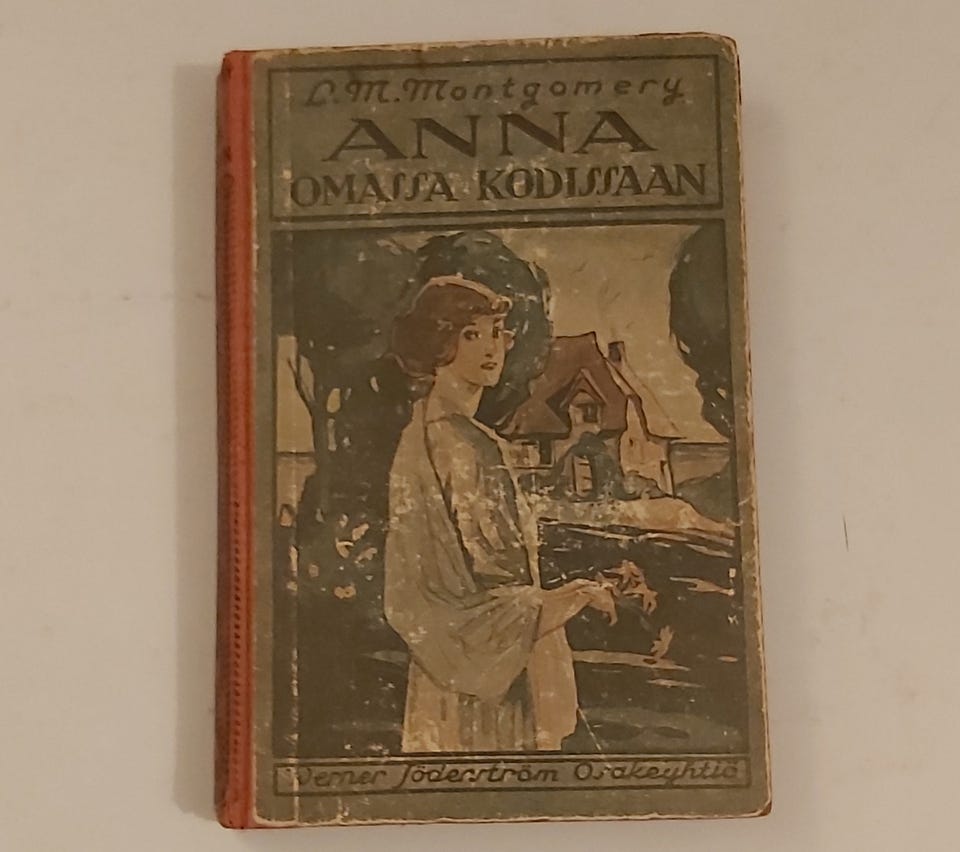 L. M. Montgomery
ANNA
OMASSA KODISSAAN
Werner Söderström Osakeyhtiö